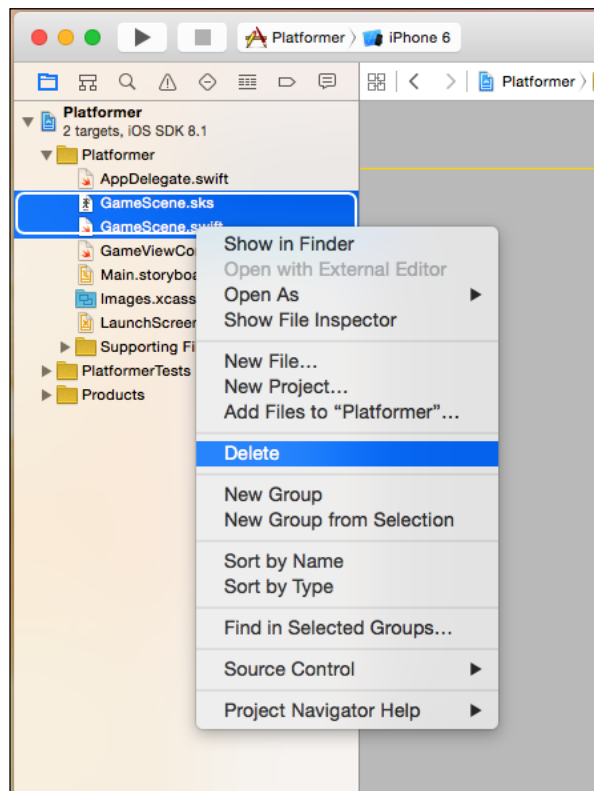 Platformer 〉 iPhone 6
Platformer 〉
Platformer
2 targets, iOS SDK 8.1
Platformer
AppDelegate.swift
GameScene.sks
GameScene.swift
GameViewCo
Main.storyboa
Images.xcass
LaunchScreen
Supporting Fi
PlatformerTests
Products
Show in Finder
Open with External Editor
Open As
Show File Inspector
New File...
New Project...
Add Files to “Platformer”...
Delete
New Group
New Group from Selection
Sort by Name
Sort by Type
Find in Selected Groups...
Source Control
Project Navigator Help